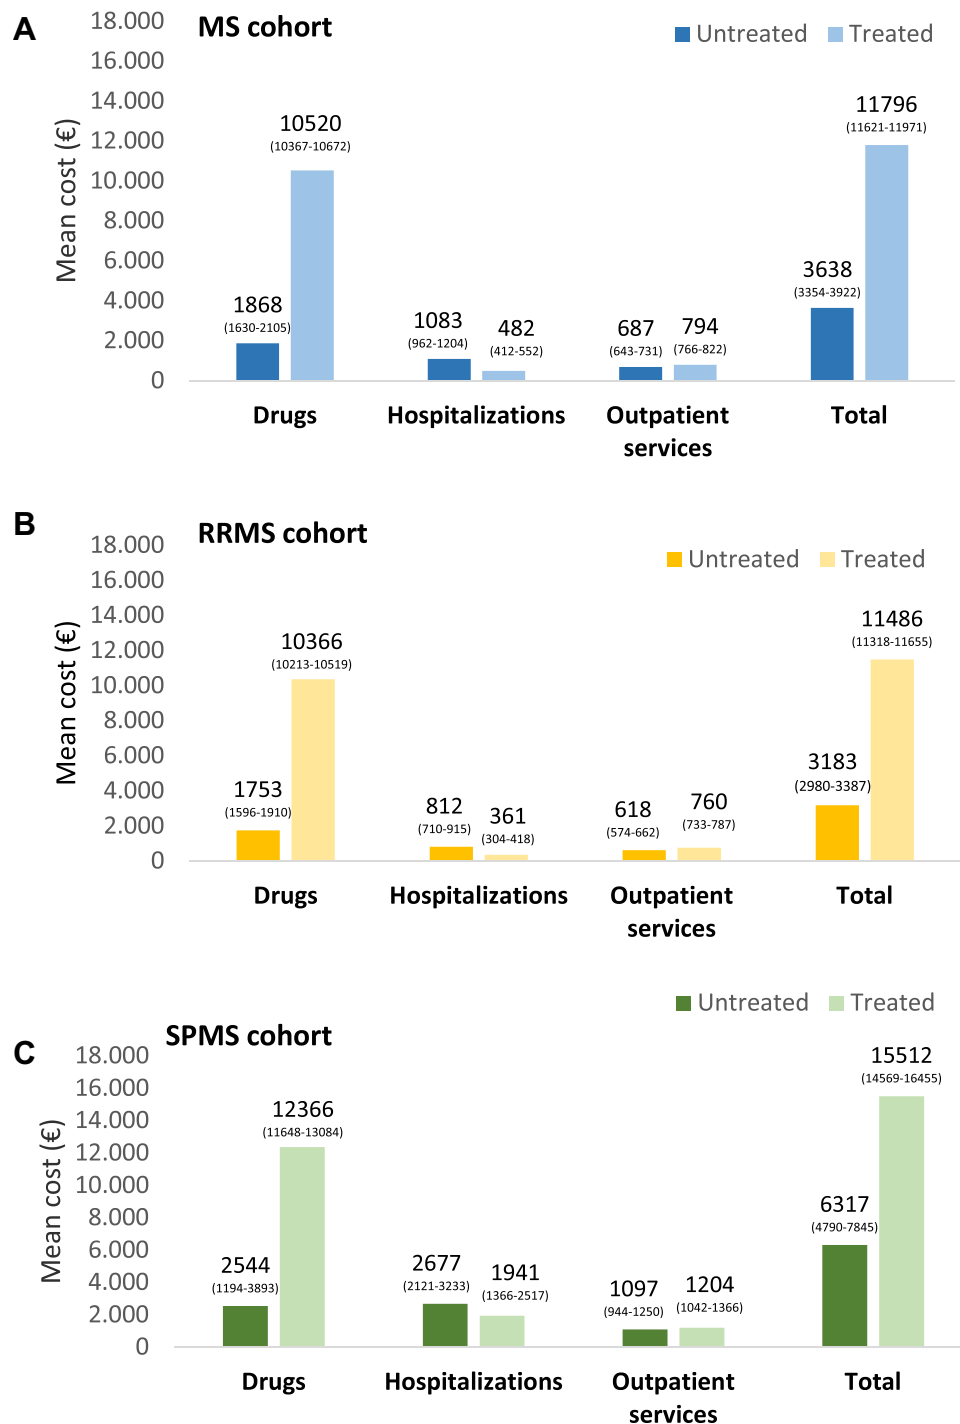 A
MS cohort
Untreated
Treated
Mean cost (€)
18.000
16.000
14.000
12.000
10.000
8.000
6.000
4.000
2.000
0
1868
(1630-2105)
10520
(10367-10672)
1083
(962-1204)
482
(412-552)
687
(643-731)
794
(766-822)
3638
(3354-3922)
11796
(11621-11971)
Drugs
Hospitalizations
Outpatient
services
Total
B
RRMS cohort
Untreated
Treated
Mean cost (€)
18.000
16.000
14.000
12.000
10.000
8.000
6.000
4.000
2.000
0
1753
(1596-1910)
10366
(10213-10519)
812
(710-915)
361
(304-418)
618
(574-662)
760
(733-787)
3183
(2980-3387)
11486
(11318-11655)
Drugs
Hospitalizations
Outpatient
services
Total
C
SPMS cohort
Untreated
Treated
Mean cost (€)
18.000
16.000
14.000
12.000
10.000
8.000
6.000
4.000
2.000
0
2544
(1194-3893)
12366
(11648-13084)
2677
(2121-3233)
1941
(1366-2517)
1097
(944-1250)
1204
(1042-1366)
6317
(4790-7845)
15512
(14569-16455)
Drugs
Hospitalizations
Outpatient
services
Total